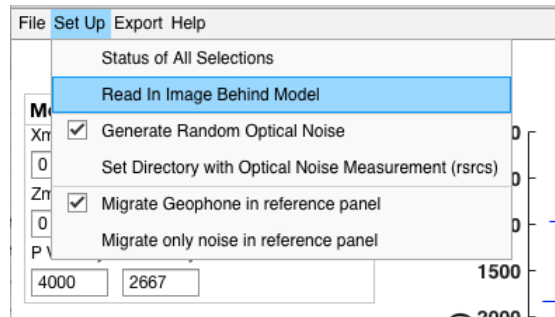 File Set Up Export Help
Status of All Selections
Read In Image Behind Model
Generate Random Optical Noise
Xm
0
Set Directory with Optical Noise Measurement (rsrcs)
Zm
Migrate Geophone in reference panel
0
Migrate only noise in reference panel
P V
4000 2667
1500
2000